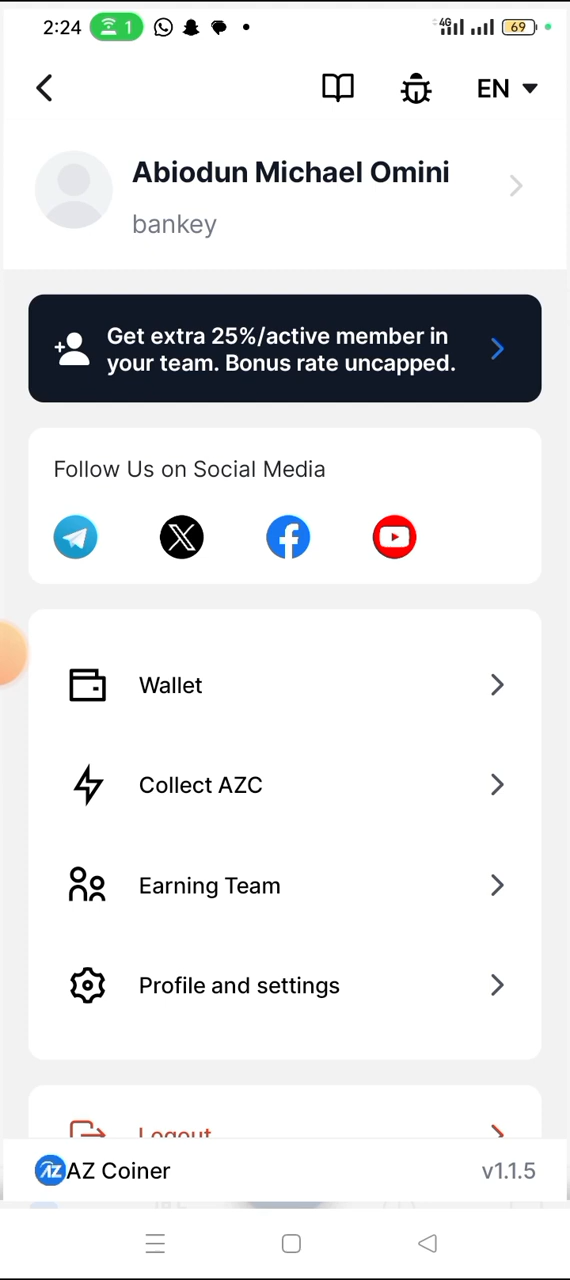 2:24 1 4G 69
EN
Abiodun Michael Omini
bankey
Get extra 25%/active member in
your team. Bonus rate uncapped.
Follow Us on Social Media
Wallet
Collect AZC
Earning Team
Profile and settings
Logout
AZ AZ Coiner v1.1.5